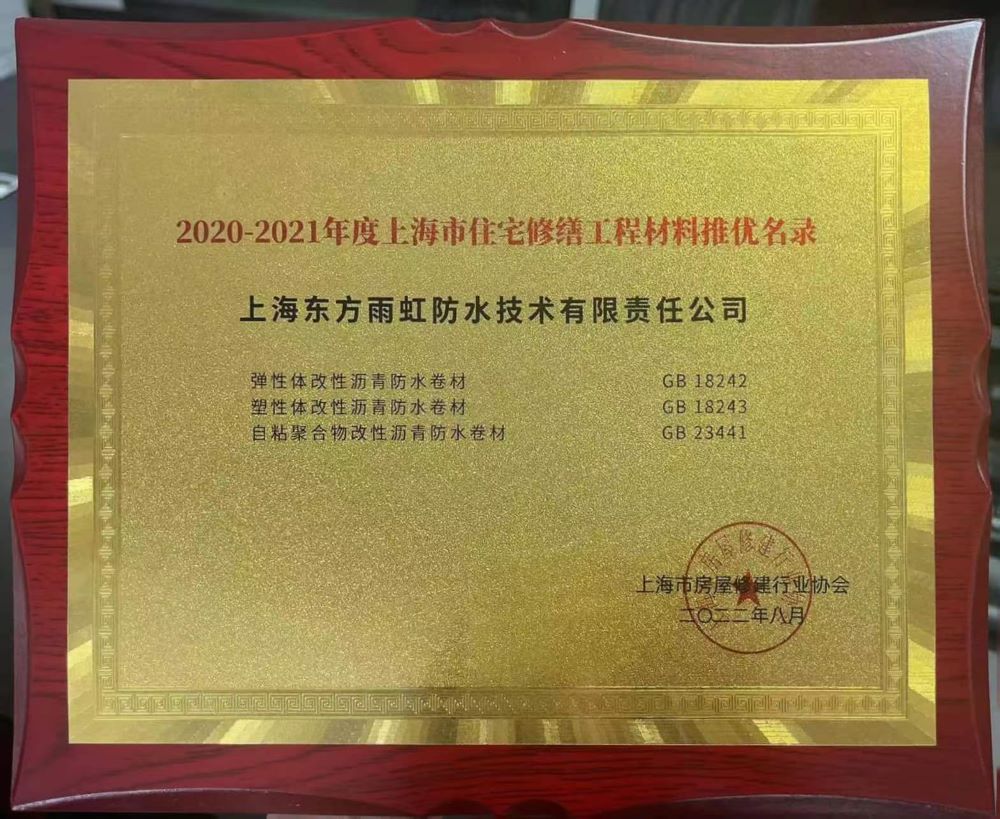 2020-2021年度上海市住宅修缮工程材料推优名录
上海东方雨虹防水技术有限责任公司
弹性体改性沥青防水卷材 GB 18242
塑性体改性沥青防水卷材 GB 18243
自粘聚合物改性沥青防水卷材 GB 23441
上海市房屋修建行业协会
二〇二二年八月